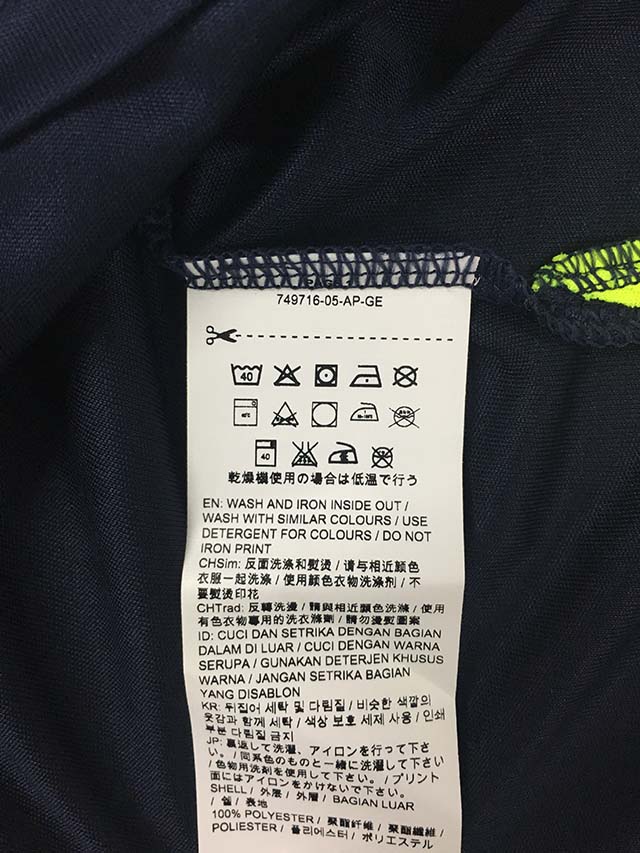 749716-05-AP-GE
40
40
乾燥機使用の場合は低温で行う
EN: WASH AND IRON INSIDE OUT /
WASH WITH SIMILAR COLOURS / USE
DETERGENT FOR COLOURS / DO NOT
IRON PRINT
CHSim: 反面洗涤和熨烫 / 请与相近颜色
衣服一起洗涤 / 使用颜色衣物洗涤剂 / 不
要熨烫印花
CHTrad: 反轉洗燙 / 請與相近顏色洗滌 / 使用
有色衣物專用的洗衣滌劑 / 請勿燙圖案
ID: CUCI DAN SETRIKA DENGAN BAGIAN
DALAM DI LUAR / CUCI DENGAN WARNA
SERUPA / GUNAKAN DETERJEN KHUSUS
WARNA / JANGAN SETRIKA BAGIAN
YANG DISABLON
KR: 뒤집어 세탁 및 다림질 / 비슷한 색깔의
옷감과 함께 세탁 / 색상 보호 세제 사용 / 인쇄
부분 다림질 금지
JP: 裏返して洗濯、アイロンを行って下さ
い。/ 同系色のものと一緒に洗濯して下さい
/ 色物用洗剤を使用して下さい。/ プリント
面にはアイロンをかけないで下さい。
SHELL / 外层 / 外層 / BAGIAN LUAR
/ 쉘 / 表地
100% POLYESTER / 聚酯纤维 / 聚酯纖維 /
POLIESTER / 폴리에스터 / ポリエステル